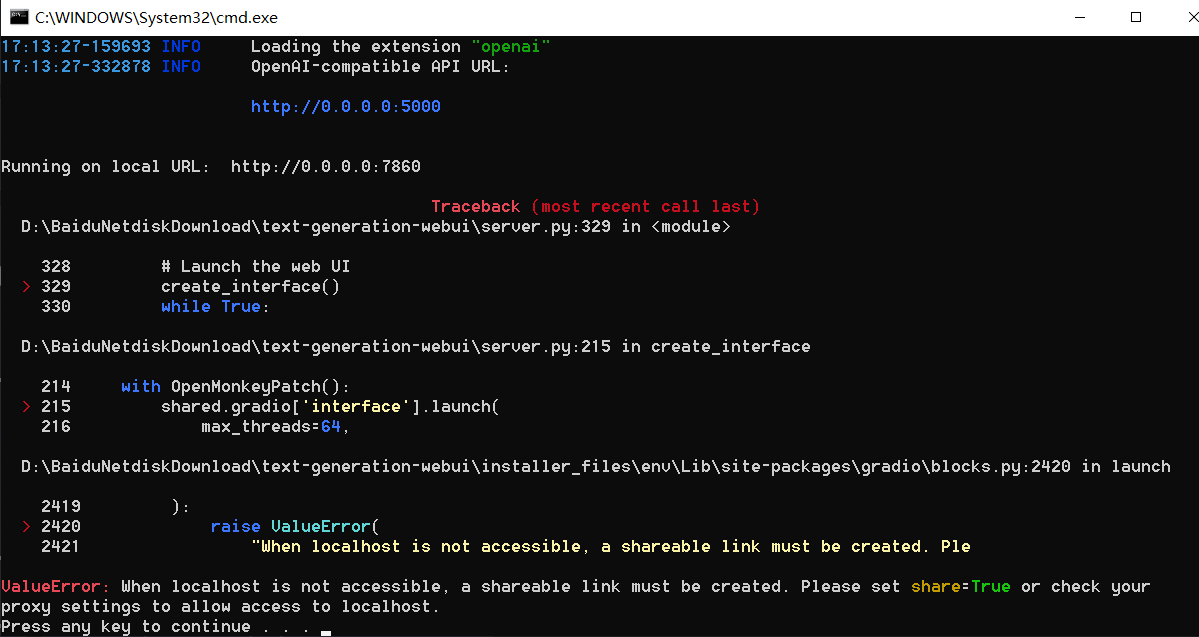 C:\WINDOWS\System32\cmd.exe
17:13:27-159693 INFO     Loading the extension "openai"
17:13:27-332878 INFO     OpenAI-compatible API URL:
http://0.0.0.0:5000
Running on local URL:  http://0.0.0.0:7860
Traceback (most recent call last)
D:\BaiduNetdiskDownload\text-generation-webui\server.py:329 in <module>
328         # Launch the web UI
> 329         create_interface()
330         while True:
D:\BaiduNetdiskDownload\text-generation-webui\server.py:215 in create_interface
214     with OpenMonkeyPatch():
> 215         shared.gradio['interface'].launch(
216             max_threads=64,
D:\BaiduNetdiskDownload\text-generation-webui\installer_files\env\Lib\site-packages\gradio\blocks.py:2420 in launch
2419         ):
> 2420             raise ValueError(
2421                 "When localhost is not accessible, a shareable link must be created. Ple
ValueError: When localhost is not accessible, a shareable link must be created. Please set share=True or check your
proxy settings to allow access to localhost.
Press any key to continue . . .